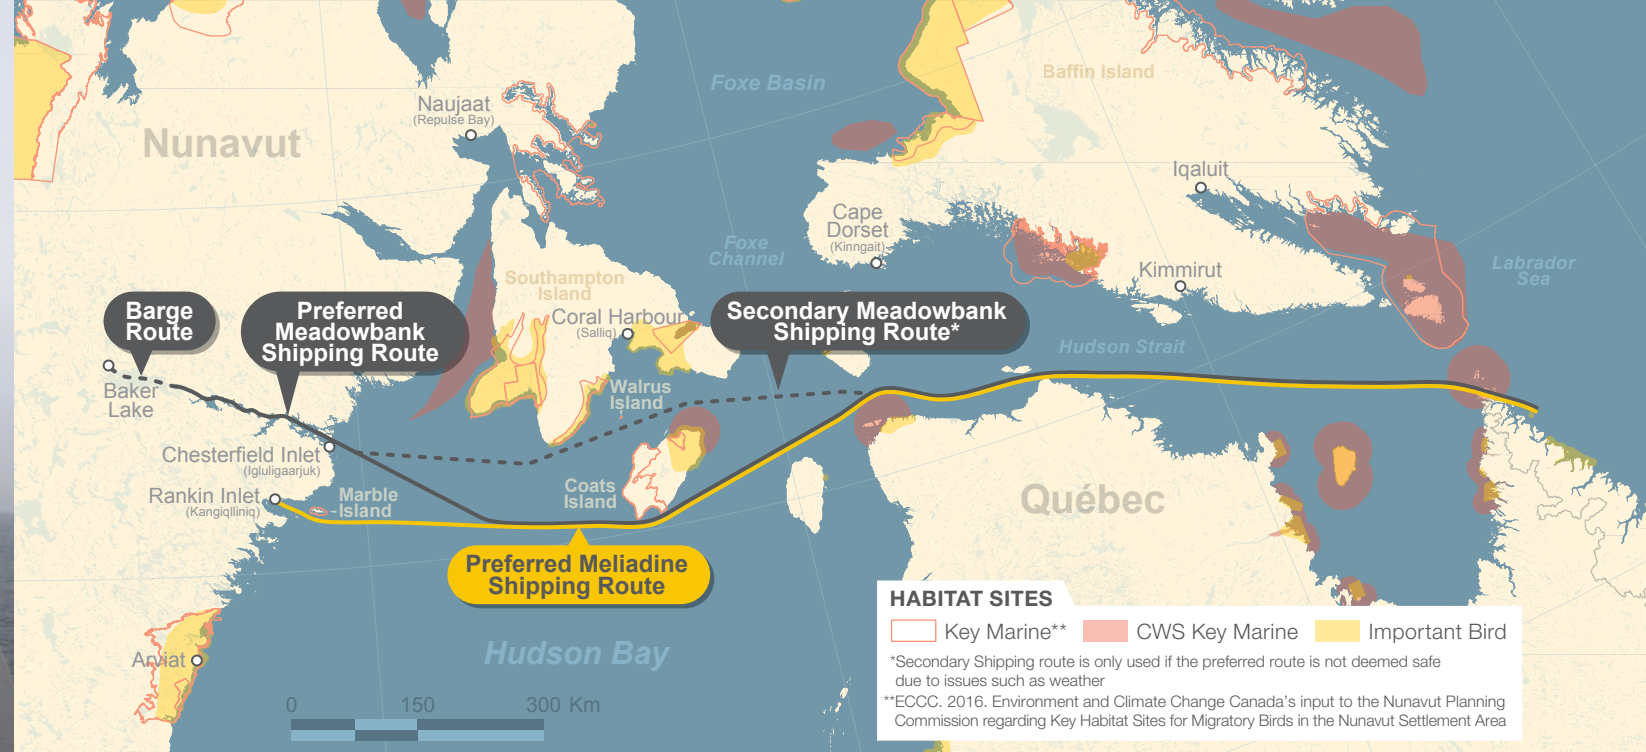 Foxe Basin
Baffin Island
Naujaat
(Repulse Bay)
Nunavut
Iqaluit
Cape
Dorset
(Kinngait)
Foxe
Channel
Labrador
Sea
Kimmirut
Southampton
Island
Barge
Route
Preferred
Meadowbank
Shipping Route
Coral Harbour
(Salliq)
Secondary Meadowbank
Shipping Route*
Hudson Strait
Baker
Lake
Walrus
Island
Chesterfield Inlet
(Igluligaarjuk)
Rankin Inlet
(Kangiqlliniq)
Marble
Island
Coats
Island
Québec
Preferred Meliadine
Shipping Route
Hudson Bay
Arviat
0 150 300 Km
HABITAT SITES
Key Marine** CWS Key Marine Important Bird
*Secondary Shipping route is only used if the preferred route is not deemed safe
due to issues such as weather
**ECCC. 2016. Environment and Climate Change Canada's input to the Nunavut Planning
Commission regarding Key Habitat Sites for Migratory Birds in the Nunavut Settlement Area